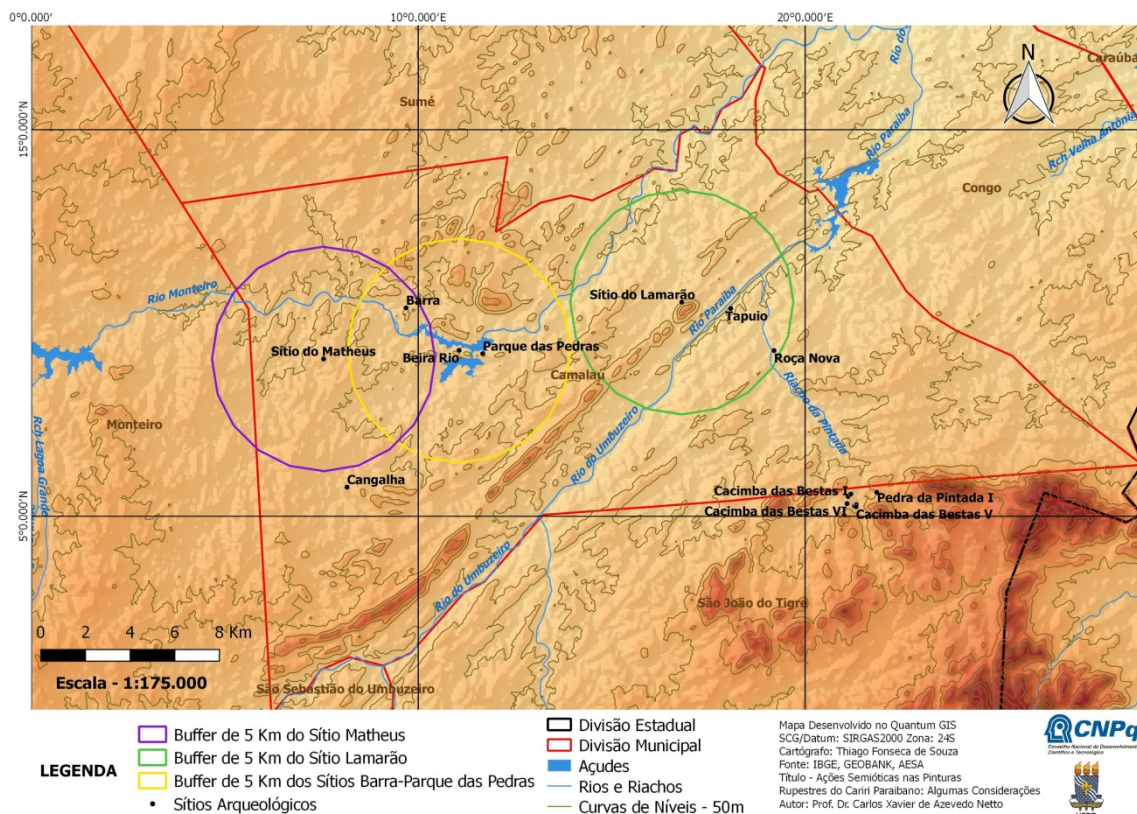 0°0.000'E
10°0.000'E
20°0.000'E
15°0.000'N
5°0.000'N
N
Rio do
Caraúba
Sumé
Rio Paraiba
Rch Velha Antônia
Congo
Rio Monteiro
Barra
Sítio do Lamarão
Rio Paraiba
Tapuio
Sítio do Matheus
Beira Rio
Parque das Pedras
Roça Nova
Camalaú
Riacho da Pintada
Monteiro
Rch Lagoa Grande
Cangalha
Rio do Umbuzeiro
Cacimba das Bestas I
Pedra da Pintada I
Cacimba das Bestas VI
Cacimba das Bestas V
Rio do Umbuzeiro
São João do Tigre
0 2 4 6 8 Km
Escala - 1:175.000
São Sebastião do Umbuzeiro
LEGENDA
Buffer de 5 Km do Sítio Matheus
Buffer de 5 Km do Sítio Lamarão
Buffer de 5 Km dos Sítios Barra-Parque das Pedras
Sítios Arqueológicos
Divisão Estadual
Divisão Municipal
Açudes
Rios e Riachos
Curvas de Níveis - 50m
Mapa Desenvolvido no Quantum GIS
SCG/Datum: SIRGAS2000 Zona: 24S
Cartógrafo: Thiago Fonseca de Souza
Fonte: IBGE, GEOBANK, AESA
Título - Ações Semióticas nas Pinturas
Rupestres do Cariri Paraibano: Algumas Considerações
Autor: Prof. Dr. Carlos Xavier de Azevedo Netto
CNPq
Conselho Nacional de Desenvolvimento
Científico e Tecnológico